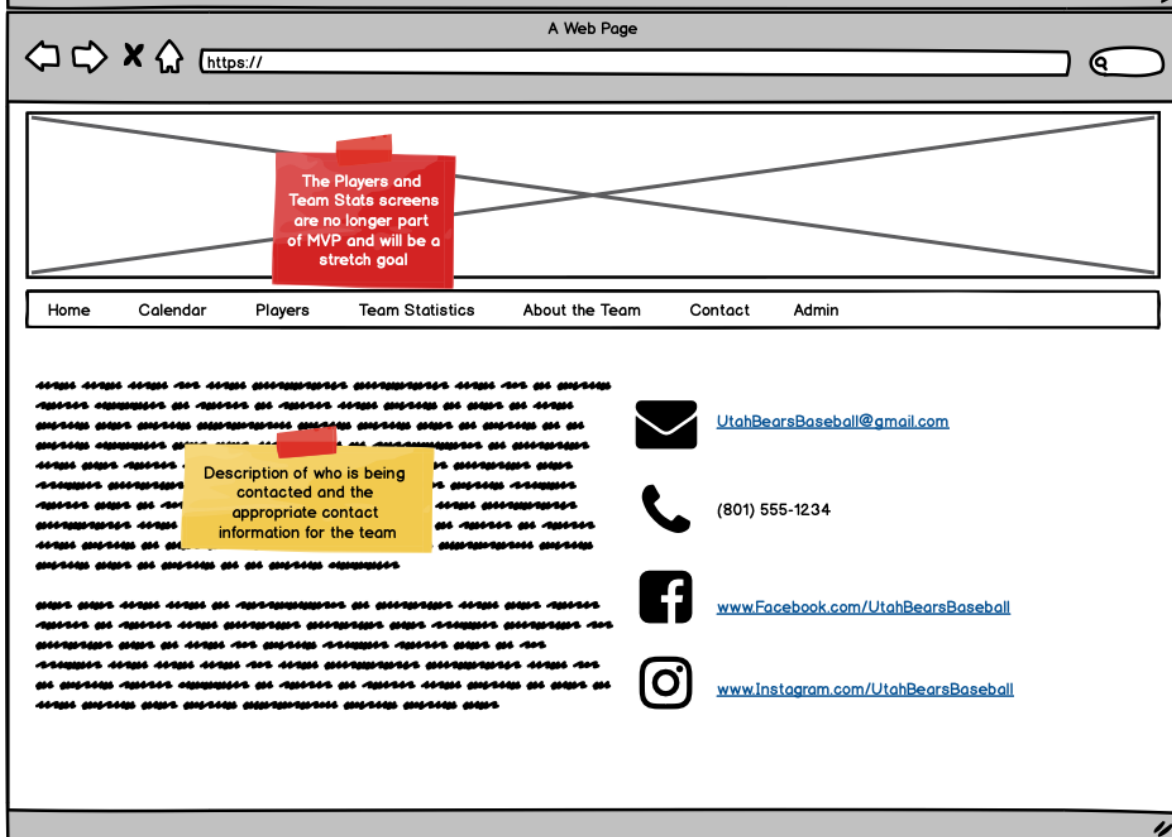 A Web Page
https://
The Players and
Team Stats screens
are no longer part
of MVP and will be a
stretch goal
Home Calendar Players Team Statistics About the Team Contact Admin
UtahBearsBaseball@gmail.com
Description of who is being
contacted and the
appropriate contact
information for the team
(801) 555-1234
www.Facebook.com/UtahBearsBaseball
www.Instagram.com/UtahBearsBaseball